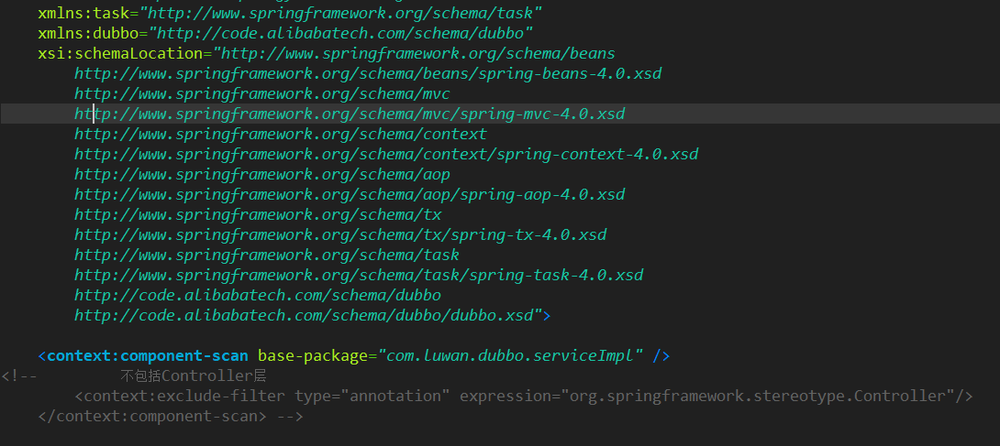 xmlns:task="http://www.springframework.org/schema/task"
xmlns:dubbo="http://code.alibabatech.com/schema/dubbo"
xsi:schemaLocation="http://www.springframework.org/schema/beans
http://www.springframework.org/schema/beans/spring-beans-4.0.xsd
http://www.springframework.org/schema/mvc
http://www.springframework.org/schema/mvc/spring-mvc-4.0.xsd
http://www.springframework.org/schema/context
http://www.springframework.org/schema/context/spring-context-4.0.xsd
http://www.springframework.org/schema/aop
http://www.springframework.org/schema/aop/spring-aop-4.0.xsd
http://www.springframework.org/schema/tx
http://www.springframework.org/schema/tx/spring-tx-4.0.xsd
http://www.springframework.org/schema/task
http://www.springframework.org/schema/task/spring-task-4.0.xsd
http://code.alibabatech.com/schema/dubbo
http://code.alibabatech.com/schema/dubbo/dubbo.xsd">
<context:component-scan base-package="com.luwan.dubbo.serviceImpl" />
<!-- 不包括Controller层
<context:exclude-filter type="annotation" expression="org.springframework.stereotype.Controller"/>
</context:component-scan> -->